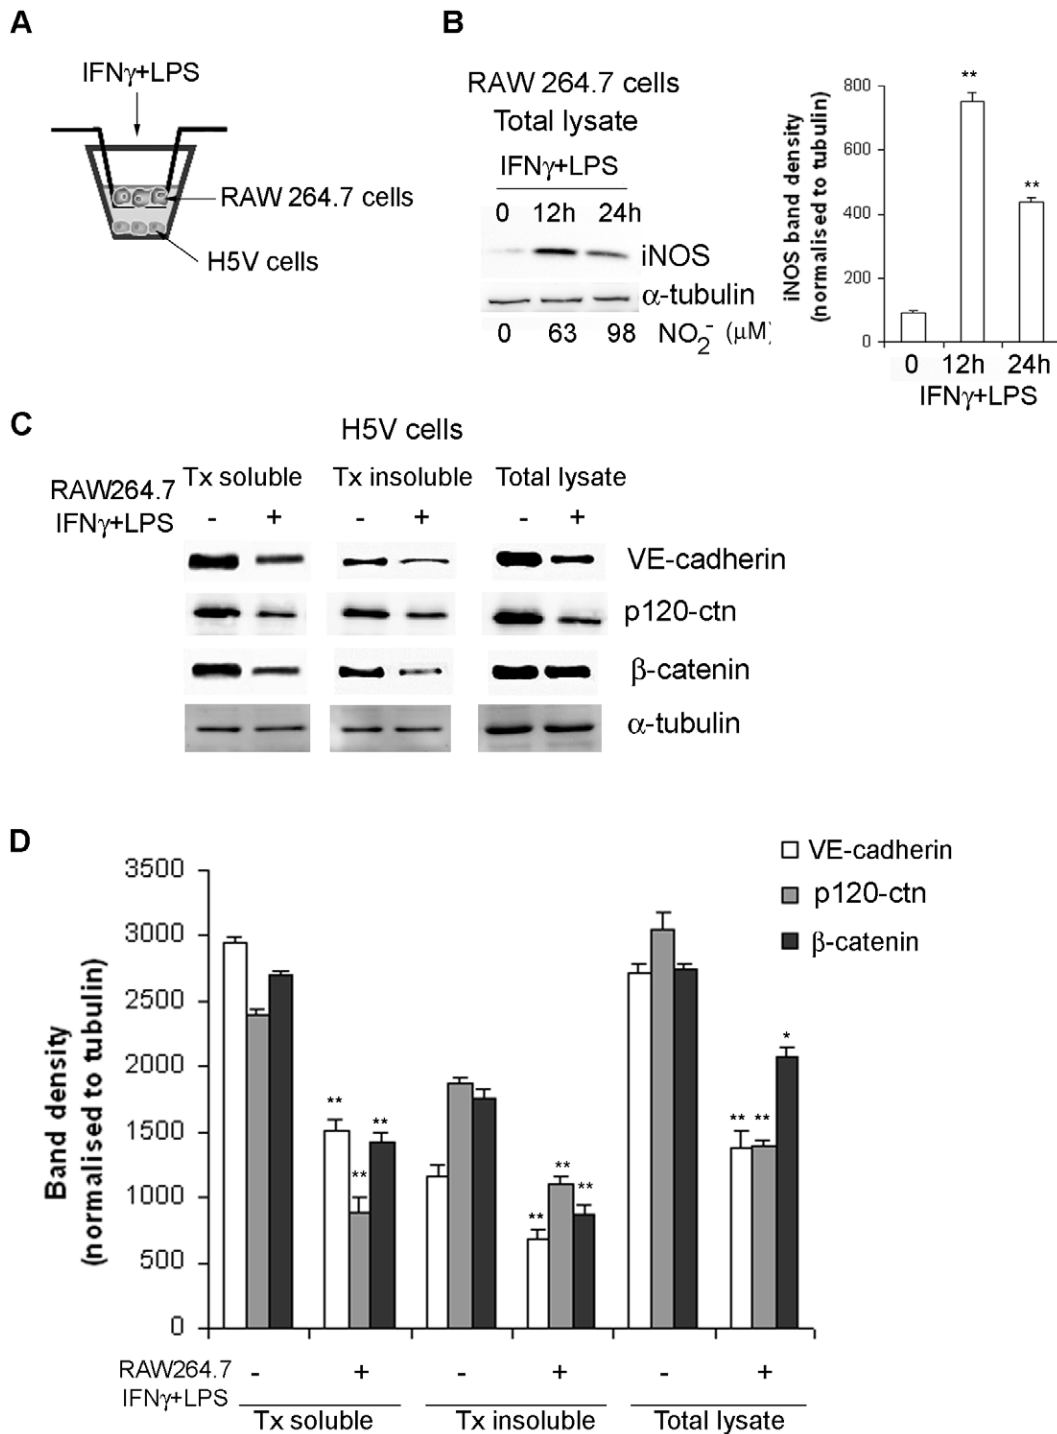 A
IFNγ+LPS
RAW 264.7 cells
H5V cells
B
RAW 264.7 cells
Total lysate
IFNγ+LPS
0 12h 24h
iNOS
α-tubulin
0 63 98 NO2- (μM)
iNOS band density
(normalised to tubulin)
800
600
400
200
0
**
**
0 12h 24h
IFNγ+LPS
C
H5V cells
Tx soluble Tx insoluble Total lysate
RAW264.7
IFNγ+LPS
- + - + - +
VE-cadherin
p120-ctn
β-catenin
α-tubulin
D
Band density
(normalised to tubulin)
3500
3000
2500
2000
1500
1000
500
0
VE-cadherin
p120-ctn
β-catenin
** ** **
** ** **
** ** *
RAW264.7
IFNγ+LPS
- + - + - +
Tx soluble Tx insoluble Total lysate